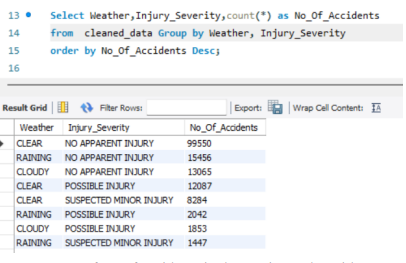 13 Select Weather,Injury_Severity,count(*) as No_Of_Accidents
14 from cleaned_data Group by Weather, Injury_Severity
15 order by No_Of_Accidents Desc;
16
Result Grid Filter Rows: Export: Wrap Cell Content:
Weather Injury_Severity No_Of_Accidents
CLEAR NO APPARENT INJURY 99550
RAINING NO APPARENT INJURY 15456
CLOUDY NO APPARENT INJURY 13065
CLEAR POSSIBLE INJURY 12087
CLEAR SUSPECTED MINOR INJURY 8284
RAINING POSSIBLE INJURY 2042
CLOUDY POSSIBLE INJURY 1853
RAINING SUSPECTED MINOR INJURY 1447